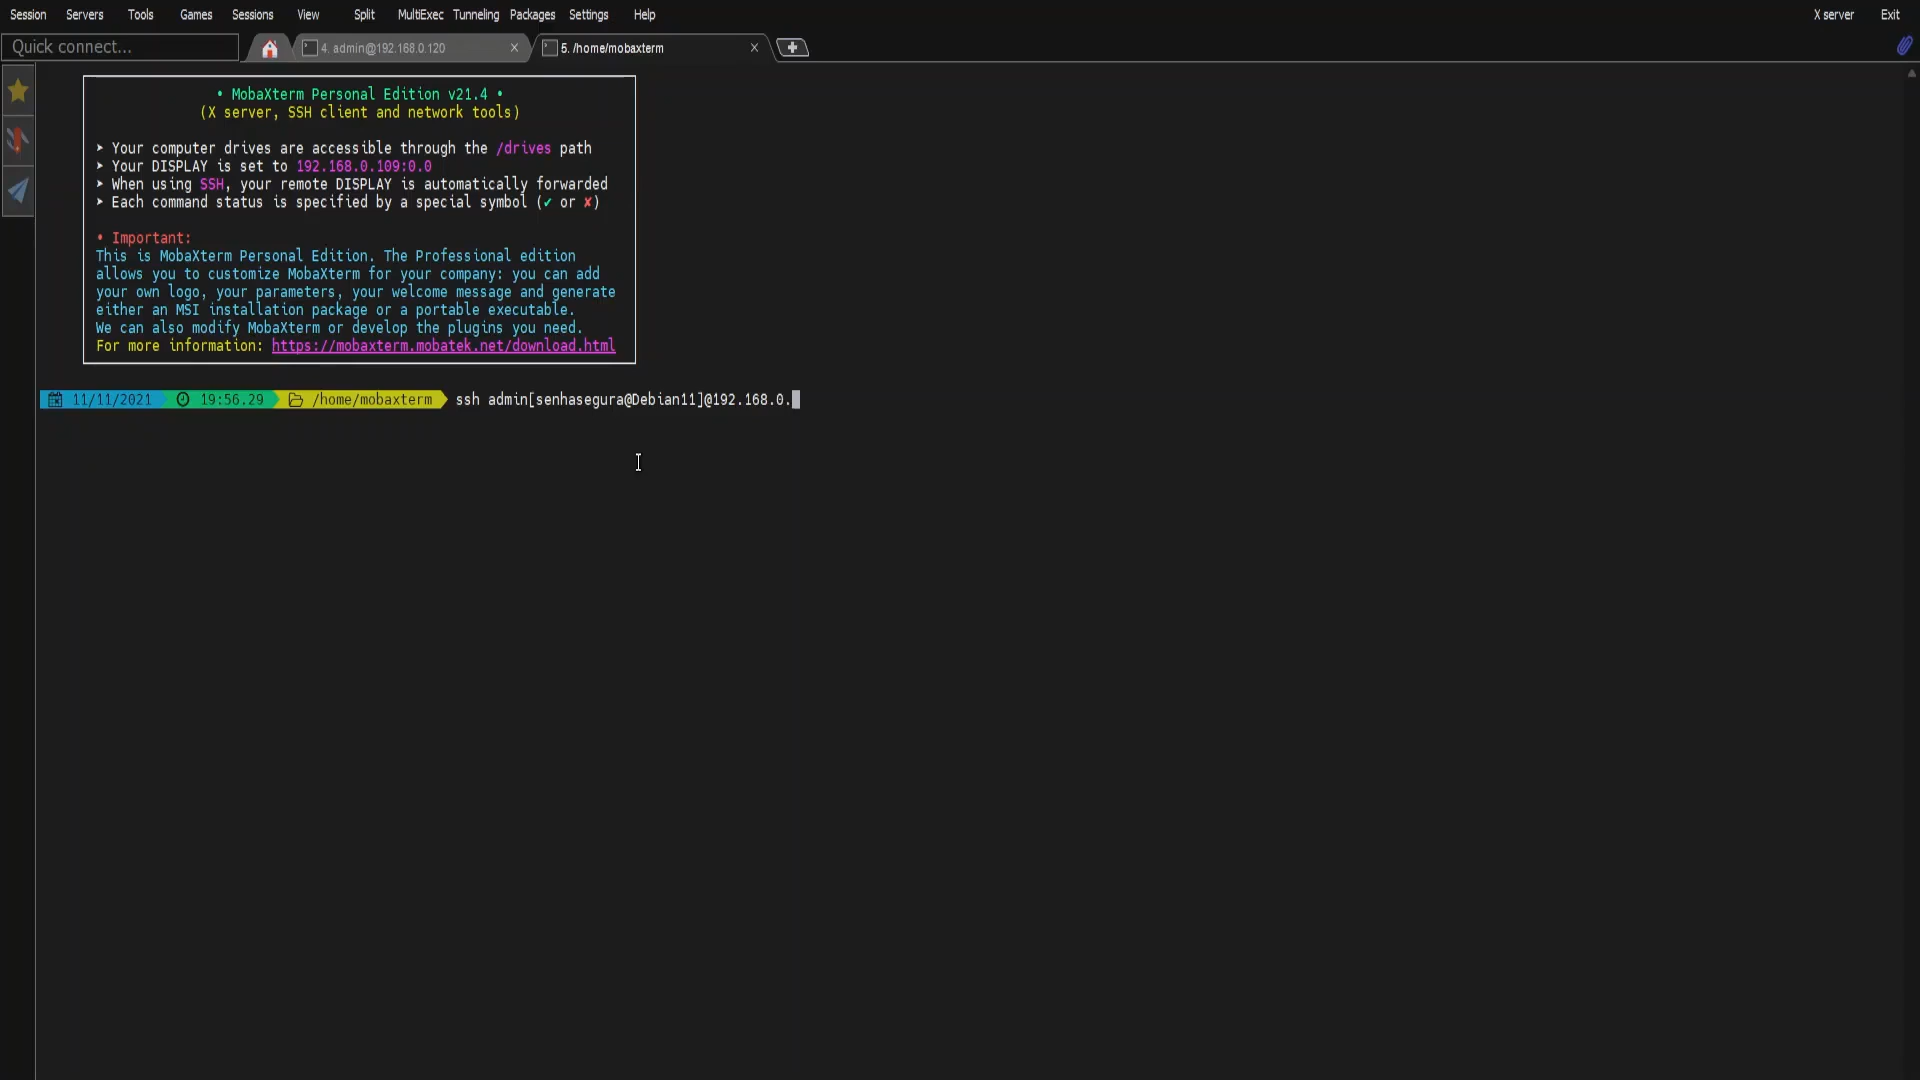 Session Servers Tools Games Sessions View Split MultiExec Tunneling Packages Settings Help X server Exit
Quick connect... 4. admin@192.168.0.120 5. /home/mobaxterm
• MobaXterm Personal Edition v21.4 •
(X server, SSH client and network tools)
➤ Your computer drives are accessible through the /drives path
➤ Your DISPLAY is set to 192.168.0.109:0.0
➤ When using SSH, your remote DISPLAY is automatically forwarded
➤ Each command status is specified by a special symbol (✔ or ✘)
• Important:
This is MobaXterm Personal Edition. The Professional edition
allows you to customize MobaXterm for your company: you can add
your own logo, your parameters, your welcome message and generate
either an MSI installation package or a portable executable.
We can also modify MobaXterm or develop the plugins you need.
For more information: https://mobaxterm.mobatek.net/download.html
11/11/2021 19:56.29 /home/mobaxterm ssh admin[senhasegura@Debian11]@192.168.0.